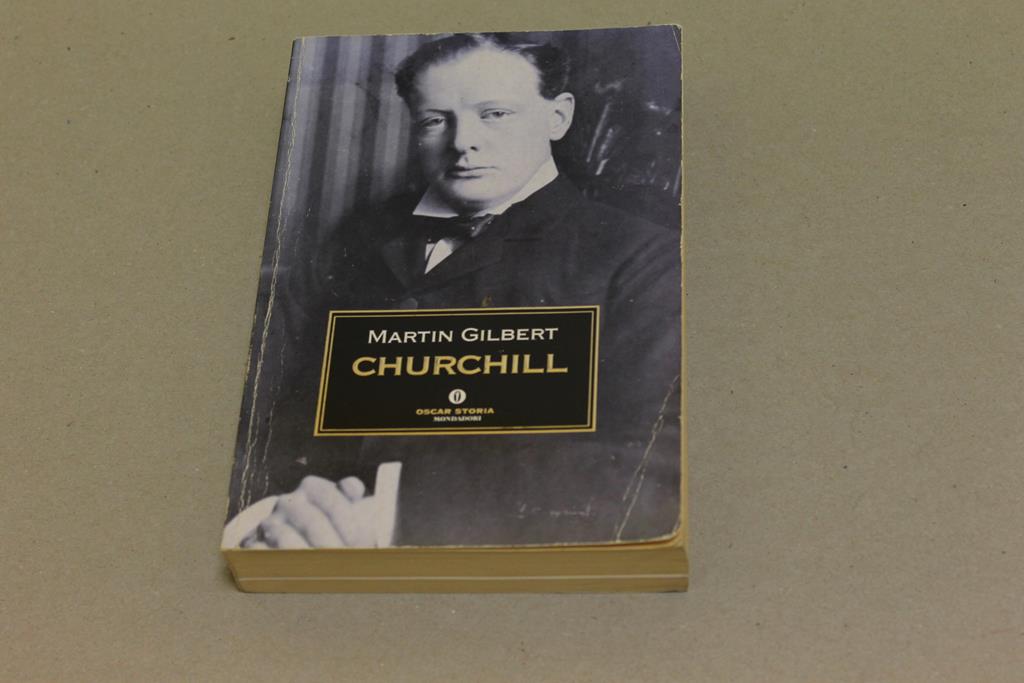 MARTIN GILBERT
CHURCHILL
OSCAR STORIA
MONDADORI